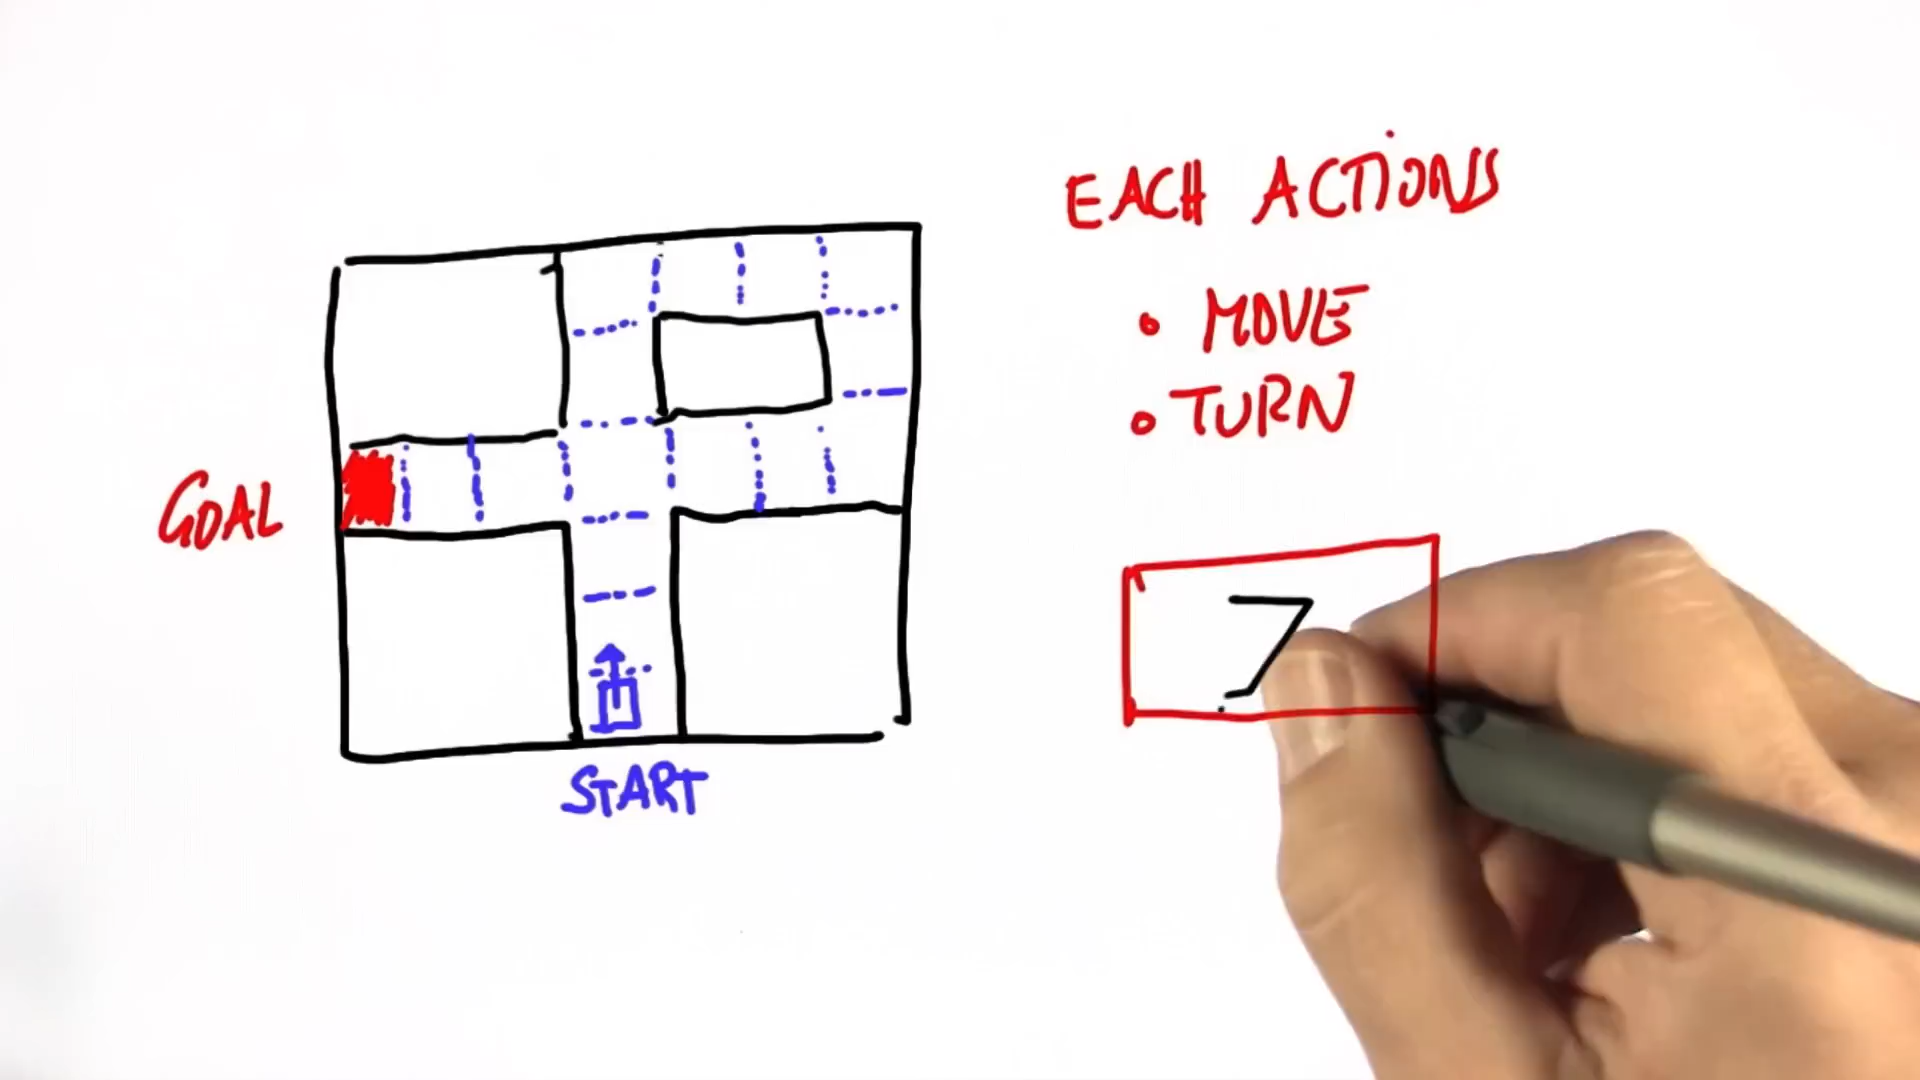 EACH ACTIONS
• MOVE
• TURN
GOAL
7
START